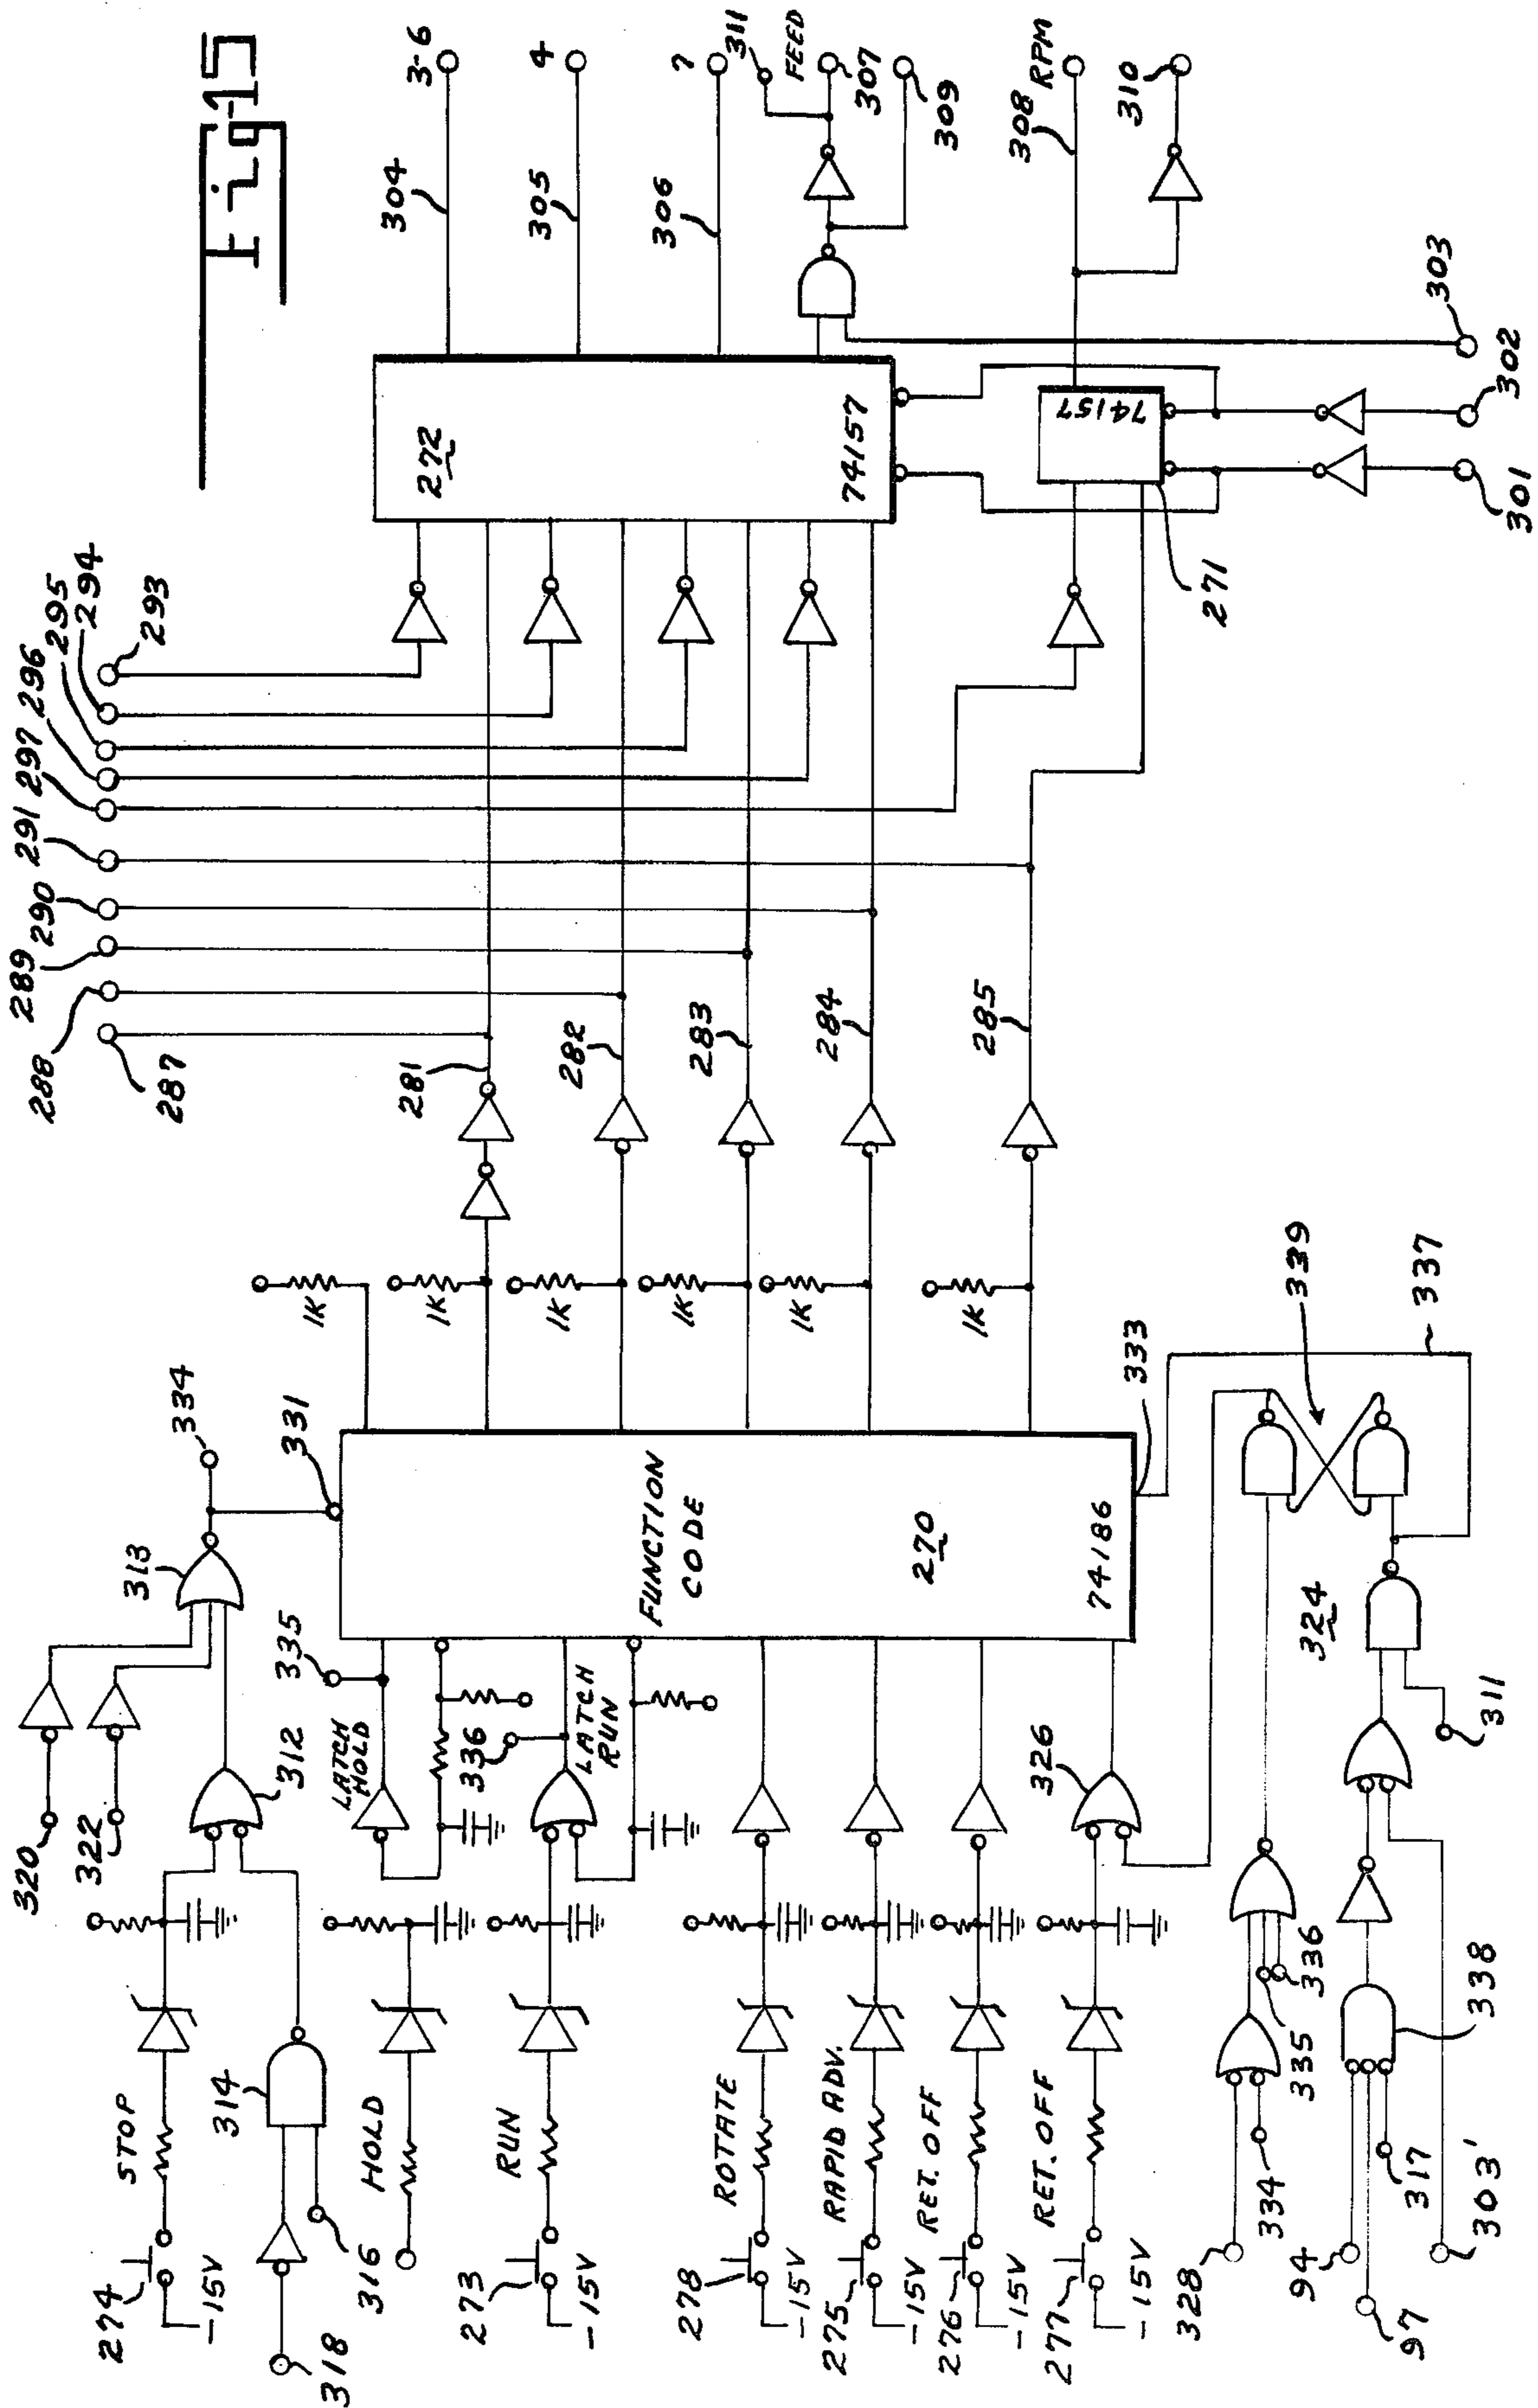 Fig-15
320
322
313
334
331
312
274
STOP
-15V
318
314
316
HOLD
LATCH HOLD
335
336
LATCH RUN
273
RUN
-15V
FUNCTION CODE
270
74186
278
ROTATE
-15V
275
RAPID ADV.
-15V
276
RET. OFF
-15V
277
RET. OFF
-15V
326
333
328
334
335
336
94
97
317
338
303'
324
311
339
337
1K
1K
1K
1K
1K
1K
281
282
283
284
285
287
288
289
290
291
297
296
295
294
293
272
74157
74157
271
301
302
303
304
3-6
305
4
306
7
311
FEED
307
309
308
RPM
310